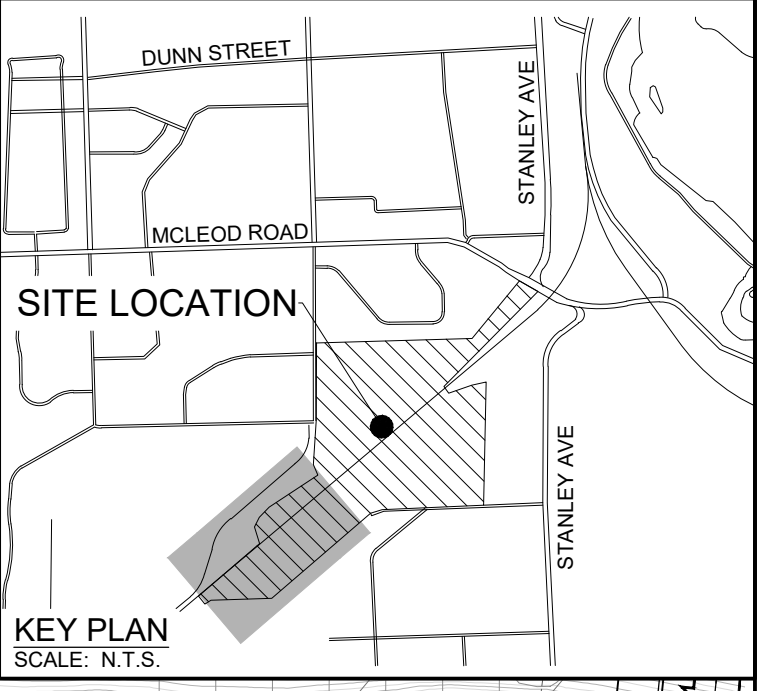 DUNN STREET
STANLEY AVE
MCLEOD ROAD
SITE LOCATION
STANLEY AVE
KEY PLAN
SCALE: N.T.S.